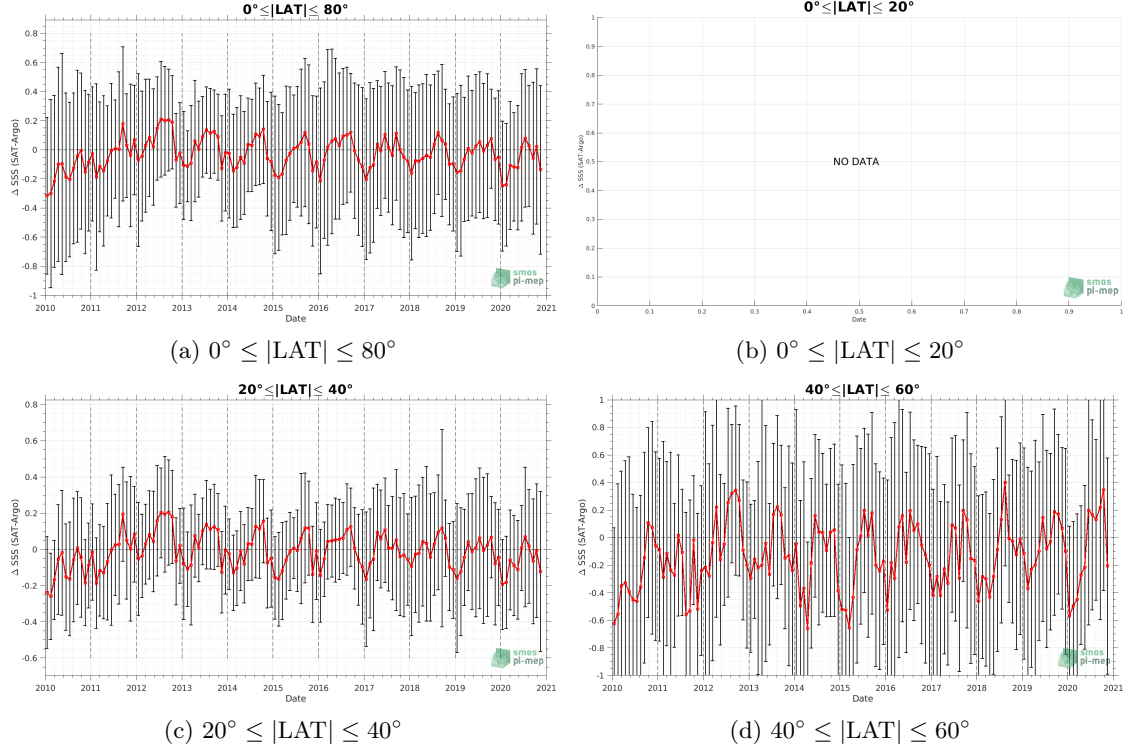 0°≤|LAT|≤ 80°
0.8
0.6
0.4
0.2
0
-0.2
-0.4
-0.6
-0.8
-1
Δ SSS (SAT-Argo)
2010 2011 2012 2013 2014 2015 2016 2017 2018 2019 2020 2021
Date
smos
pi-mep
(a) 0° ≤ |LAT| ≤ 80°
0°≤|LAT|≤ 20°
1
0.9
0.8
0.7
0.6
0.5
0.4
0.3
0.2
0.1
0
Δ SSS (SAT-Argo)
NO DATA
0 0.1 0.2 0.3 0.4 0.5 0.6 0.7 0.8 0.9 1
Date
smos
pi-mep
(b) 0° ≤ |LAT| ≤ 20°
20°≤|LAT|≤ 40°
0.8
0.6
0.4
0.2
0
-0.2
-0.4
-0.6
Δ SSS (SAT-Argo)
2010 2011 2012 2013 2014 2015 2016 2017 2018 2019 2020 2021
Date
smos
pi-mep
(c) 20° ≤ |LAT| ≤ 40°
40°≤|LAT|≤ 60°
1
0.8
0.6
0.4
0.2
0
-0.2
-0.4
-0.6
-0.8
-1
Δ SSS (SAT-Argo)
2010 2011 2012 2013 2014 2015 2016 2017 2018 2019 2020 2021
Date
smos
pi-mep
(d) 40° ≤ |LAT| ≤ 60°